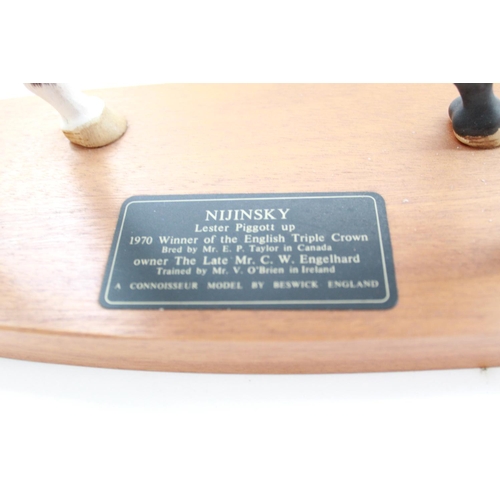 NIJINSKY
Lester Piggott up
1970 Winner of the English Triple Crown
Bred by Mr. E. P. Taylor in Canada
owner The Late Mr. C. W. Engelhard
Trained by Mr. V. O'Brien in Ireland
A CONNOISSEUR MODEL BY BESWICK ENGLAND